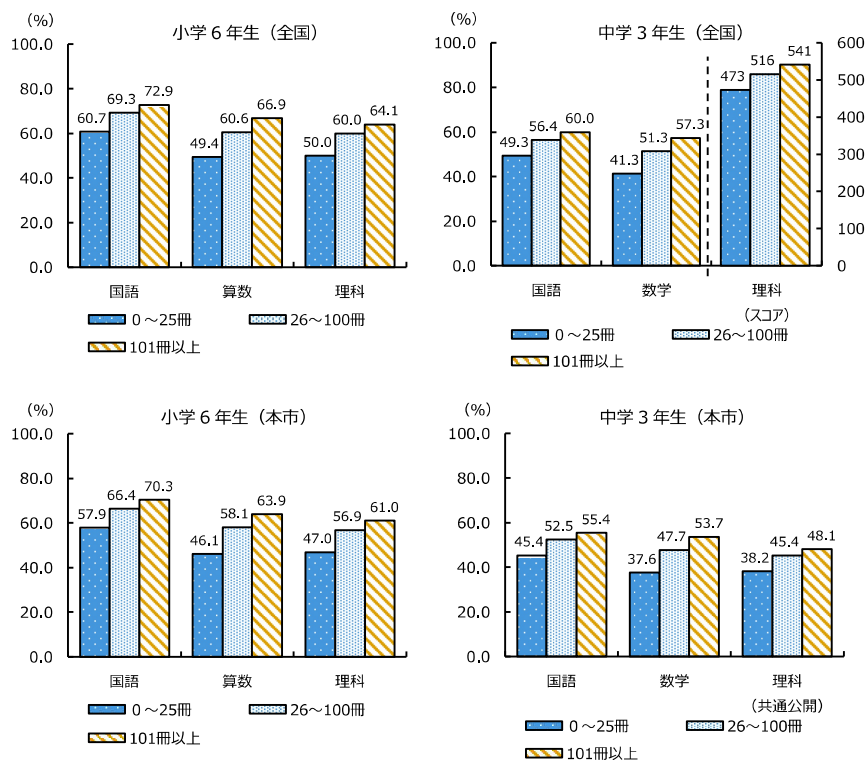 小学６年生（全国）
(%)
100.0
80.0
60.0
40.0
20.0
0.0
60.7 69.3 72.9
49.4 60.6 66.9
50.0 60.0 64.1
国語 算数 理科
0～25冊 26～100冊
101冊以上
中学３年生（全国）
(%)
100.0
80.0
60.0
40.0
20.0
0.0
49.3 56.4 60.0
41.3 51.3 57.3
473 516 541
600
500
400
300
200
100
0
国語 数学 理科
(スコア)
0～25冊 26～100冊
101冊以上
小学６年生（本市）
(%)
100.0
80.0
60.0
40.0
20.0
0.0
57.9 66.4 70.3
46.1 58.1 63.9
47.0 56.9 61.0
国語 算数 理科
0～25冊 26～100冊
101冊以上
中学３年生（本市）
(%)
100.0
80.0
60.0
40.0
20.0
0.0
45.4 52.5 55.4
37.6 47.7 53.7
38.2 45.4 48.1
国語 数学 理科
(共通公開)
0～25冊 26～100冊
101冊以上